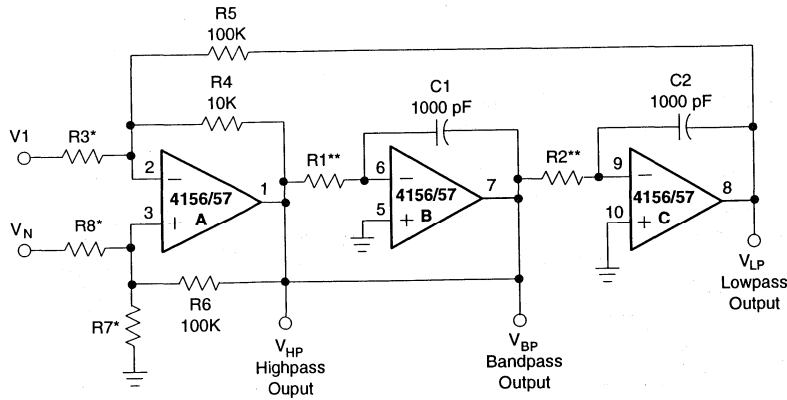 R5
100K
R4
10K
C1
1000 pF
C2
1000 pF
V1
R3*
R1**
R2**
2
−
4156/57
A
1
3
+
6
−
4156/57
B
7
5
+
9
−
4156/57
C
8
10
+
VN
R8*
R6
100K
R7*
VHP
Highpass
Ouput
VBP
Bandpass
Output
VLP
Lowpass
Output